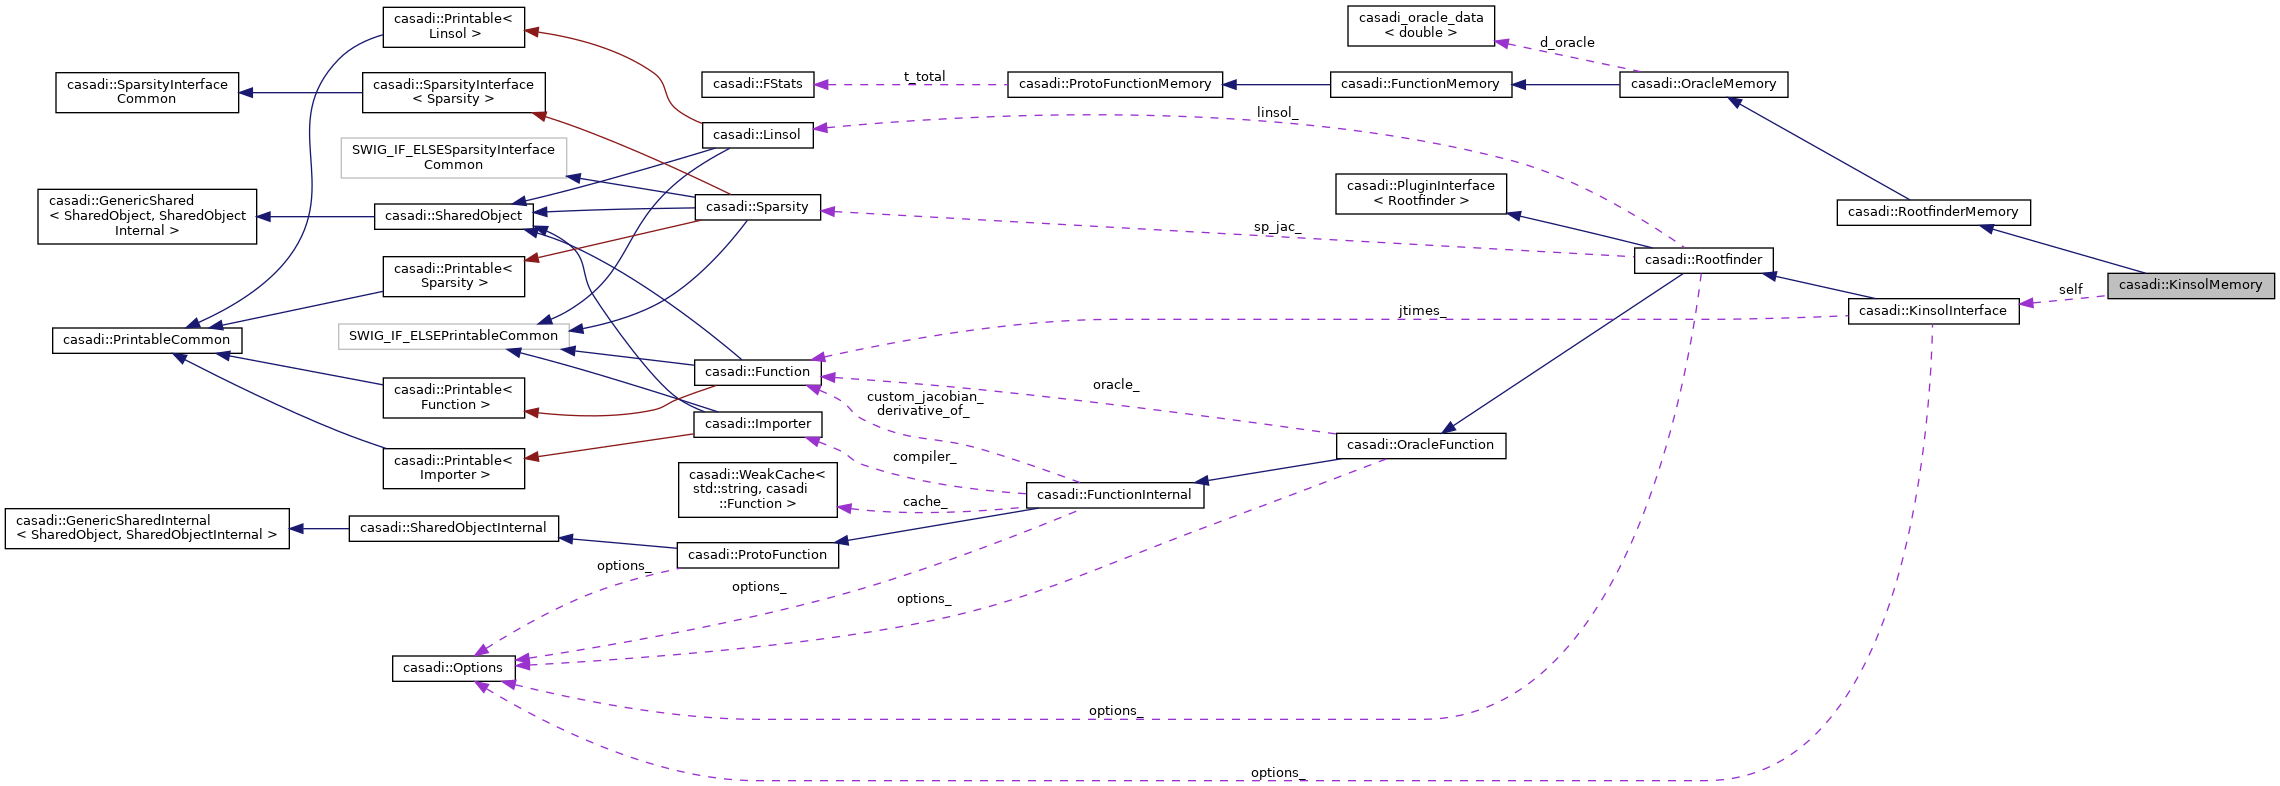 casadi::Printable<
Linsol >
casadi_oracle_data
< double >
d_oracle
casadi::SparsityInterface
Common
casadi::SparsityInterface
< Sparsity >
casadi::FStats
t_total
casadi::ProtoFunctionMemory
casadi::FunctionMemory
casadi::OracleMemory
linsol_
casadi::Linsol
SWIG_IF_ELSESparsityInterface
Common
casadi::PluginInterface
< Rootfinder >
casadi::GenericShared
< SharedObject, SharedObject
Internal >
casadi::SharedObject
casadi::Sparsity
casadi::RootfinderMemory
sp_jac_
casadi::Rootfinder
casadi::Printable<
Sparsity >
casadi::KinsolMemory
self
casadi::KinsolInterface
jtimes_
casadi::PrintableCommon
SWIG_IF_ELSEPrintableCommon
casadi::Function
oracle_
casadi::Printable<
Function >
custom_jacobian_
derivative_of_
casadi::Importer
casadi::OracleFunction
casadi::Printable<
Importer >
compiler_
casadi::WeakCache<
std::string, casadi
::Function >
cache_
casadi::FunctionInternal
casadi::GenericSharedInternal
< SharedObject, SharedObjectInternal >
casadi::SharedObjectInternal
casadi::ProtoFunction
options_
options_
options_
casadi::Options
options_
options_